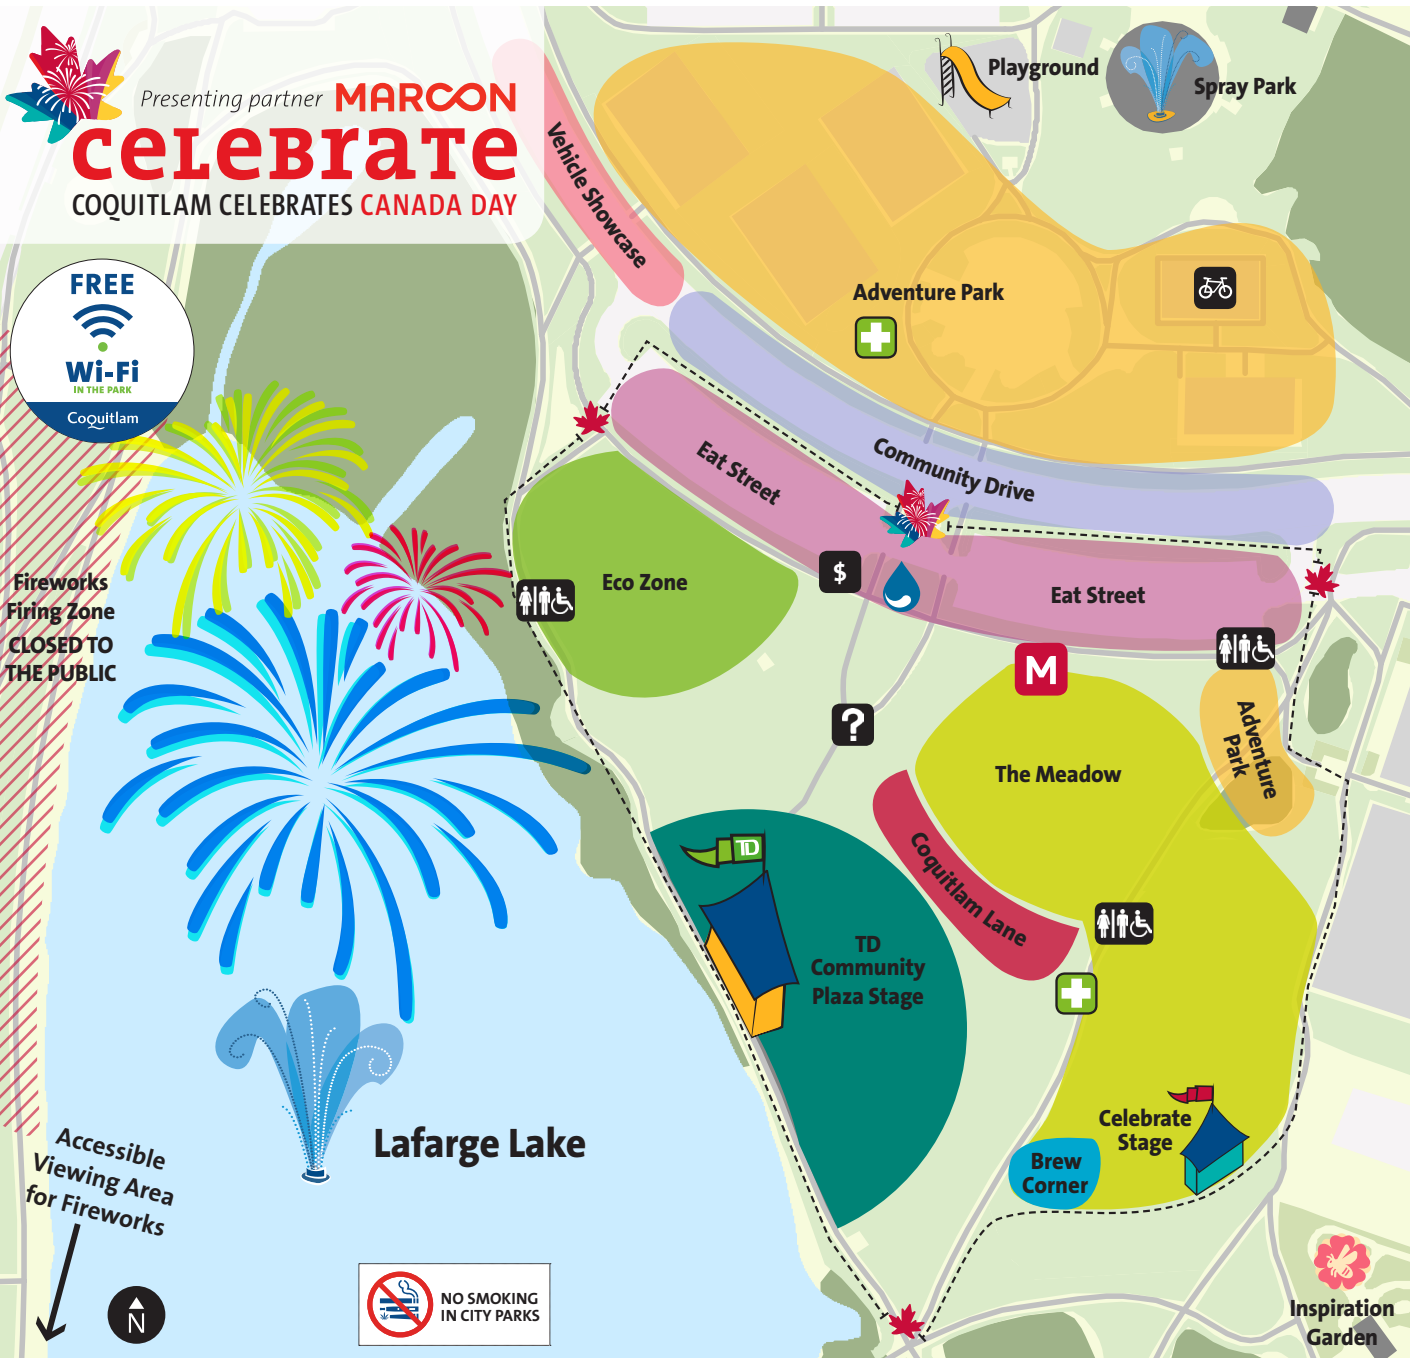 Presenting partner MAROON
CELEBRATE
COQUITLAM CELEBRATES CANADA DAY
FREE
Wi-Fi
IN THE PARK
Coquitlam
Playground
Spray Park
Vehicle Showcase
Adventure Park
Community Drive
Eat Street
$
Eco Zone
Eat Street
Fireworks
Firing Zone
CLOSED TO
THE PUBLIC
M
?
The Meadow
Adventure
Park
Coquitlam Lane
TD
TD
Community
Plaza Stage
Celebrate
Stage
Brew
Corner
Lafarge Lake
Accessible
Viewing Area
for Fireworks
N
NO SMOKING
IN CITY PARKS
Inspiration
Garden